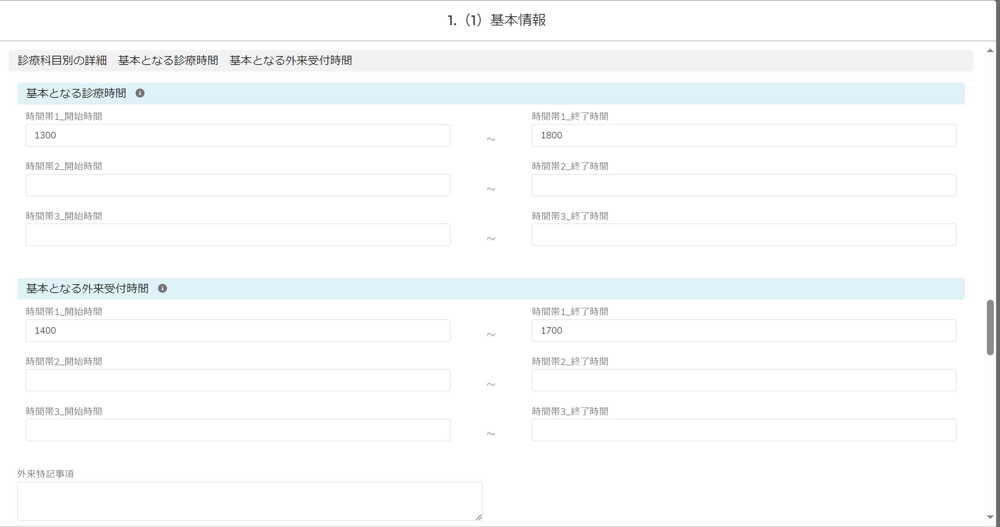 1.（1）基本情報
診療科目別の詳細　基本となる診療時間　基本となる外来受付時間
基本となる診療時間
時間帯1_開始時間　時間帯1_終了時間
1300 ～ 1800
時間帯2_開始時間　時間帯2_終了時間
～
時間帯3_開始時間　時間帯3_終了時間
～
基本となる外来受付時間
時間帯1_開始時間　時間帯1_終了時間
1400 ～ 1700
時間帯2_開始時間　時間帯2_終了時間
～
時間帯3_開始時間　時間帯3_終了時間
～
外来特記事項